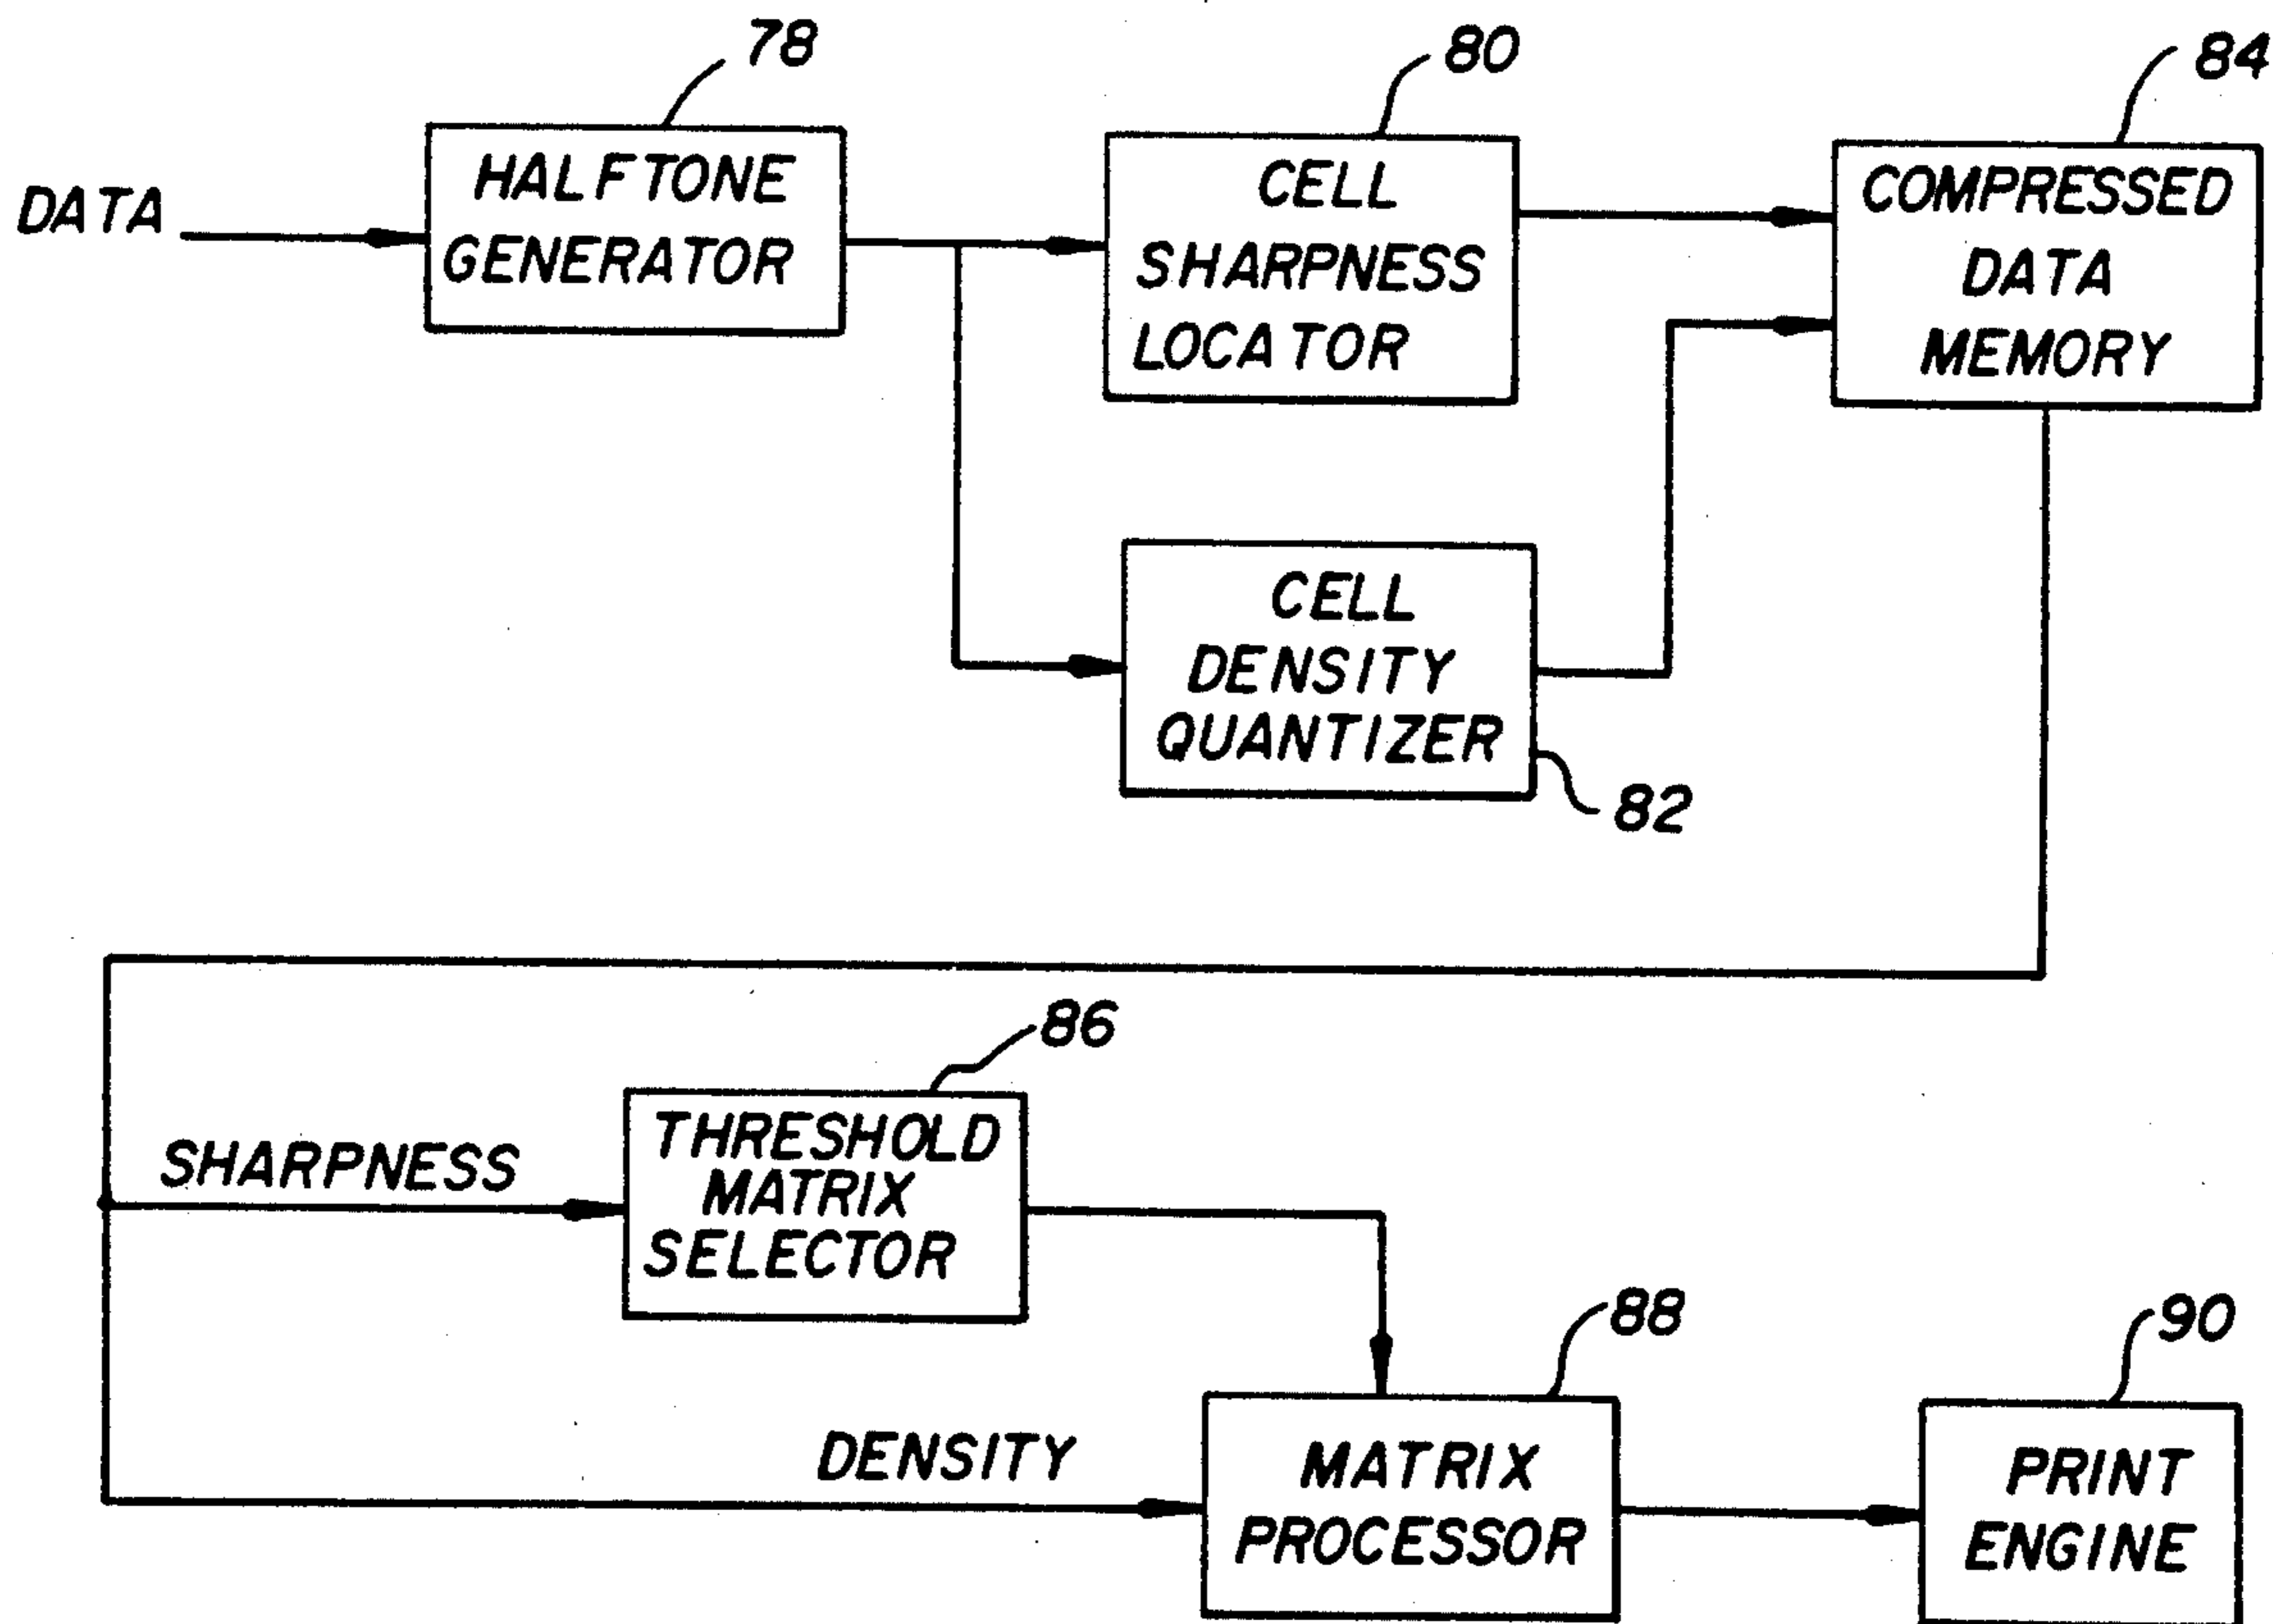 78
80
84
DATA
HALFTONE
GENERATOR
CELL
SHARPNESS
LOCATOR
COMPRESSED
DATA
MEMORY
CELL
DENSITY
QUANTIZER
82
86
SHARPNESS
THRESHOLD
MATRIX
SELECTOR
88
90
DENSITY
MATRIX
PROCESSOR
PRINT
ENGINE